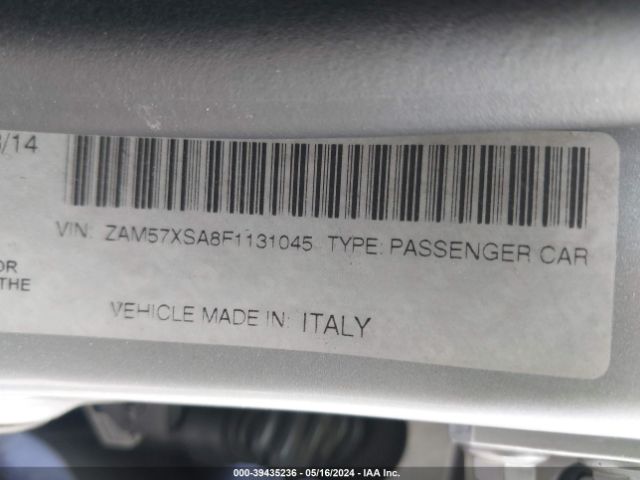 /14
VIN: ZAM57XSA8F1131045 TYPE: PASSENGER CAR
OR
THE
VEHICLE MADE IN: ITALY
000-39435236 - 05/16/2024 - IAA Inc.